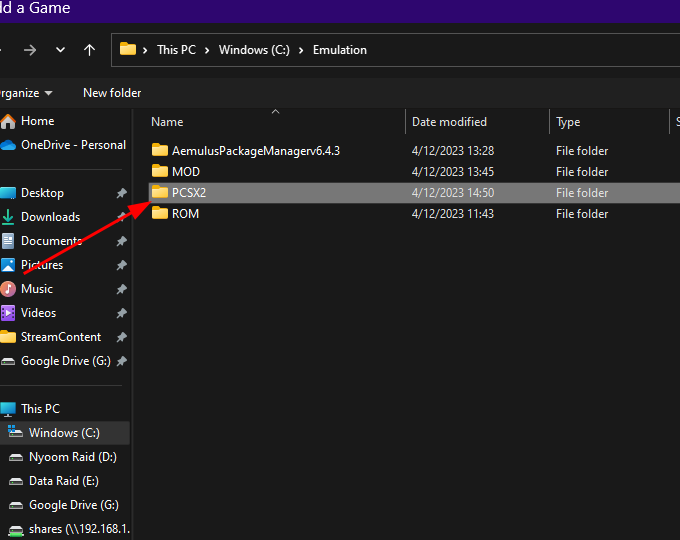 dd a Game
This PC > Windows (C:) > Emulation
rganize New folder
Name Date modified Type S
Home
OneDrive - Personal
Desktop
Downloads
Documents
Pictures
Music
Videos
StreamContent
Google Drive (G:)
This PC
Windows (C:)
Nyoom Raid (D:)
Data Raid (E:)
Google Drive (G:)
shares (\\192.168.1.
AemulusPackageManagerv6.4.3 4/12/2023 13:28 File folder
MOD 4/12/2023 13:45 File folder
PCSX2 4/12/2023 14:50 File folder
ROM 4/12/2023 11:43 File folder